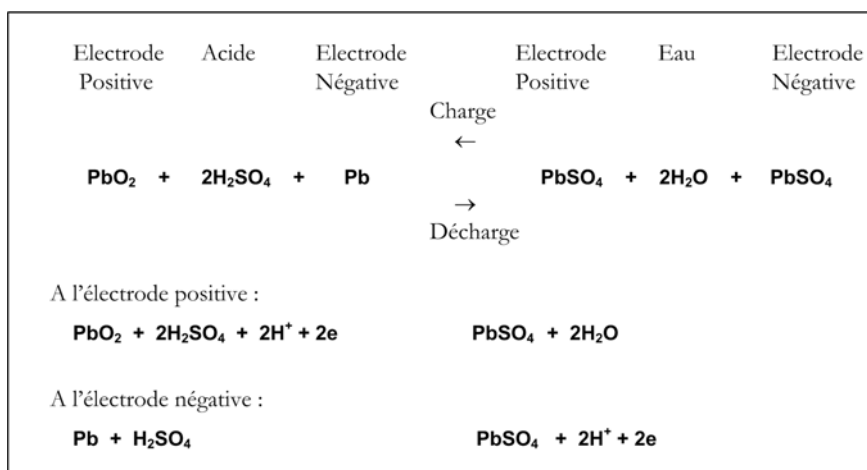 Electrode Acide Electrode Electrode Eau Electrode
Positive Négative Positive Négative
Charge
←
PbO₂ + 2H₂SO₄ + Pb PbSO₄ + 2H₂O + PbSO₄
→
Décharge
A l'électrode positive :
PbO₂ + 2H₂SO₄ + 2H⁺ + 2e PbSO₄ + 2H₂O
A l'électrode négative :
Pb + H₂SO₄ PbSO₄ + 2H⁺ + 2e